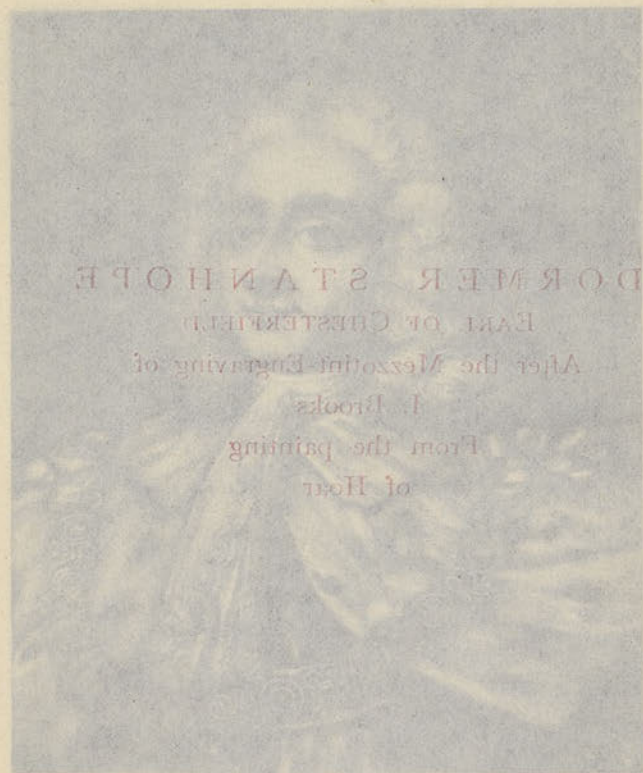 DORMER STANHOPE
EARL OF CHESTERFIELD
After the Mezzotint-Engraving of
J. Brooks
From the painting
of Hoar